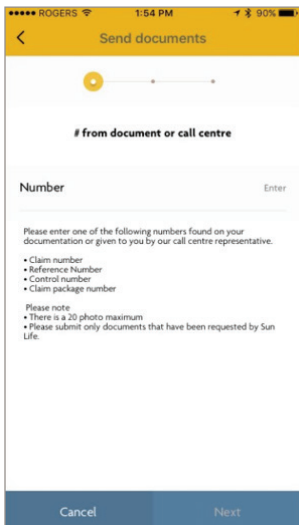 ROGERS 1:54 PM 90%
Send documents
# from document or call centre
Number Enter
Please enter one of the following numbers found on your
documentation or given to you by our call centre representative.
• Claim number
• Reference Number
• Control number
• Claim package number
Please note
• There is a 20 photo maximum
• Please submit only documents that have been requested by Sun
Life.
Cancel Next